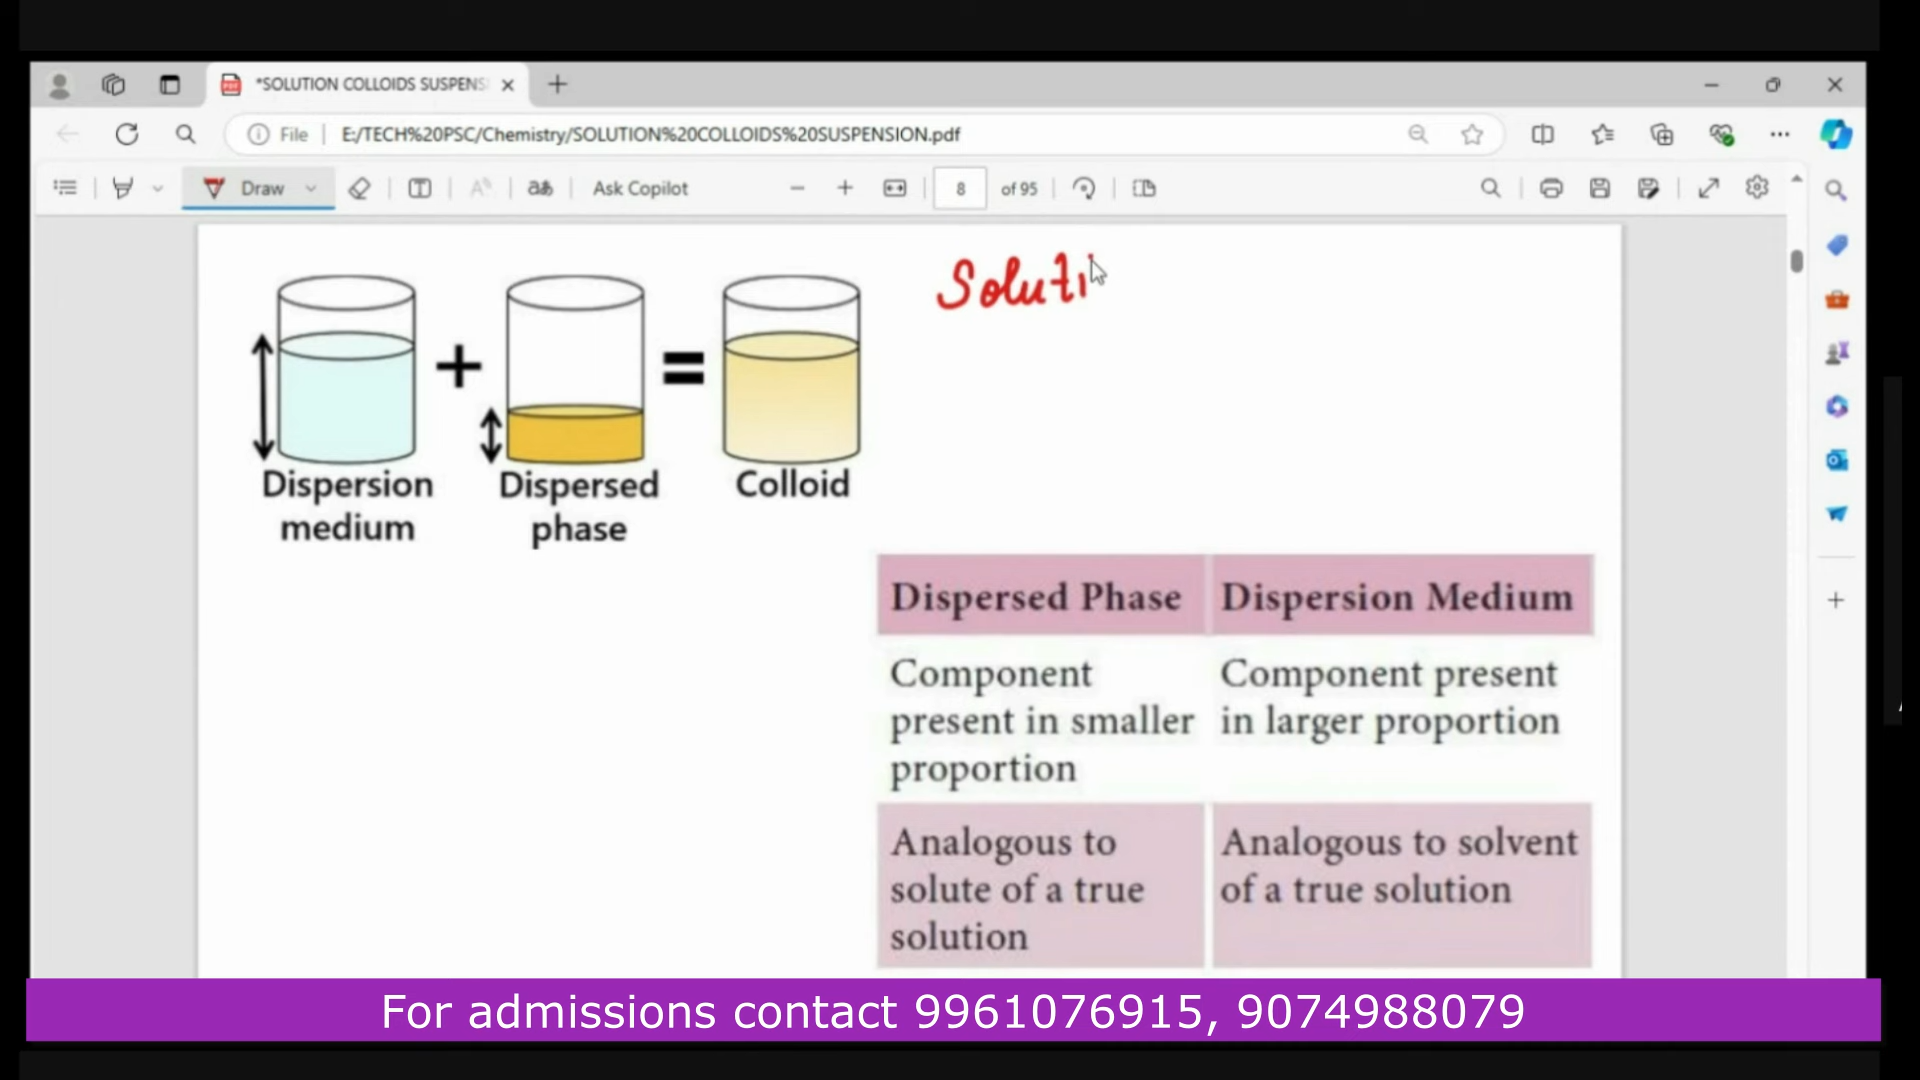 *SOLUTION COLLOIDS SUSPENS
File | E:/TECH%20PSC/Chemistry/SOLUTION%20COLLOIDS%20SUSPENSION.pdf
Draw
Ask Copilot
8 of 95
Soluti
Dispersion medium
+
Dispersed phase
=
Colloid
Dispersed Phase Dispersion Medium
Component Component present
present in smaller in larger proportion
proportion
Analogous to Analogous to solvent
solute of a true of a true solution
solution
For admissions contact 9961076915, 9074988079